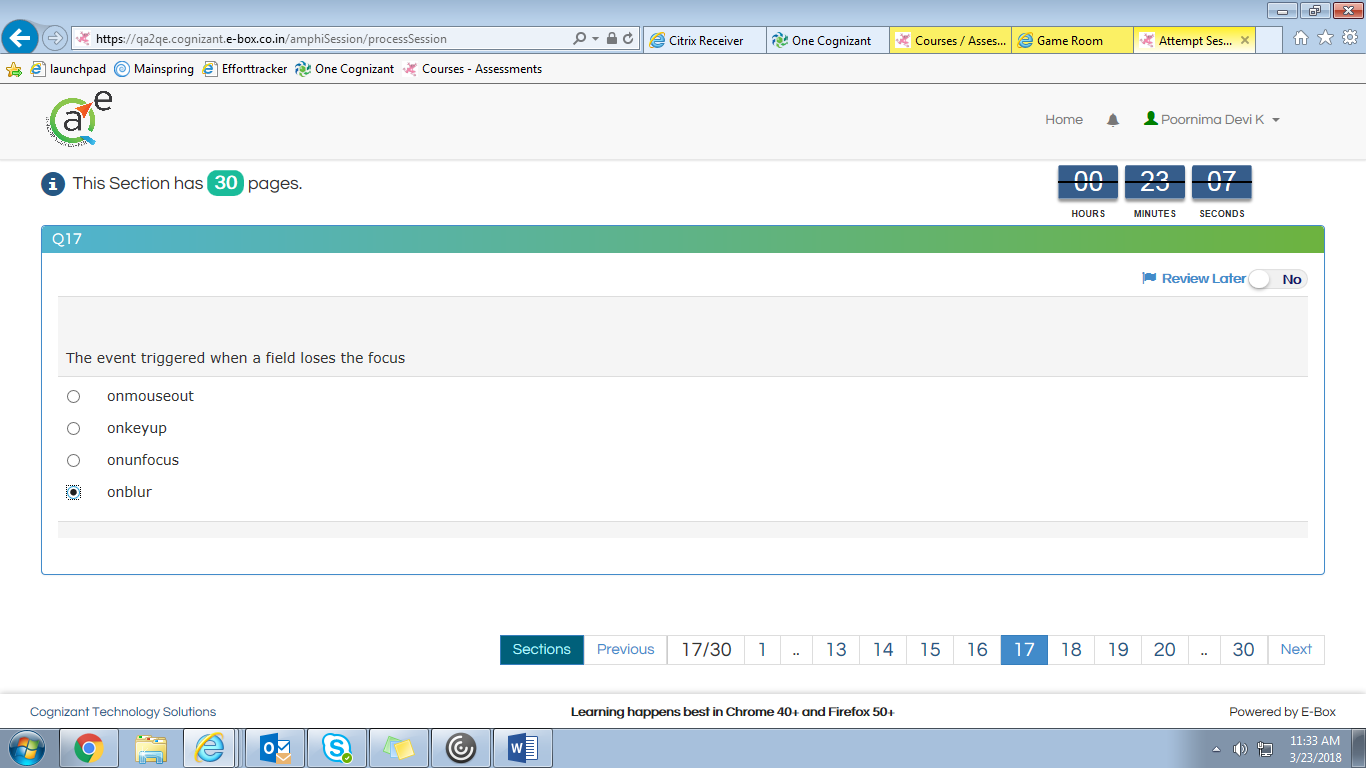 https://qa2qe.cognizant.e-box.co.in/amphiSession/processSession
Citrix Receiver
One Cognizant
Courses / Asses...
Game Room
Attempt Ses...
launchpad
Mainspring
Efforttracker
One Cognizant
Courses - Assessments
a e
Home
Poornima Devi K
This Section has 30 pages.
00 23 07
HOURS MINUTES SECONDS
Q17
Review Later No
The event triggered when a field loses the focus
onmouseout
onkeyup
onunfocus
onblur
Sections Previous 17/30 1 .. 13 14 15 16 17 18 19 20 .. 30 Next
Cognizant Technology Solutions
Learning happens best in Chrome 40+ and Firefox 50+
Powered by E-Box
11:33 AM
3/23/2018